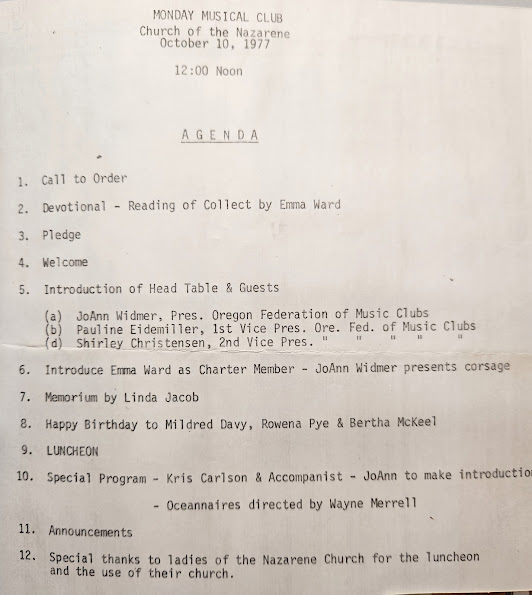 MONDAY MUSICAL CLUB
Church of the Nazarene
October 10, 1977
12:00 Noon
A G E N D A
1. Call to Order
2. Devotional - Reading of Collect by Emma Ward
3. Pledge
4. Welcome
5. Introduction of Head Table & Guests
(a) JoAnn Widmer, Pres. Oregon Federation of Music Clubs
(b) Pauline Eidemiller, 1st Vice Pres. Ore. Fed. of Music Clubs
(d) Shirley Christensen, 2nd Vice Pres. " " " " "
6. Introduce Emma Ward as Charter Member - JoAnn Widmer presents corsage
7. Memorium by Linda Jacob
8. Happy Birthday to Mildred Davy, Rowena Pye & Bertha McKeel
9. LUNCHEON
10. Special Program - Kris Carlson & Accompanist - JoAnn to make introductio
- Oceannaires directed by Wayne Merrell
11. Announcements
12. Special thanks to ladies of the Nazarene Church for the luncheon
and the use of their church.